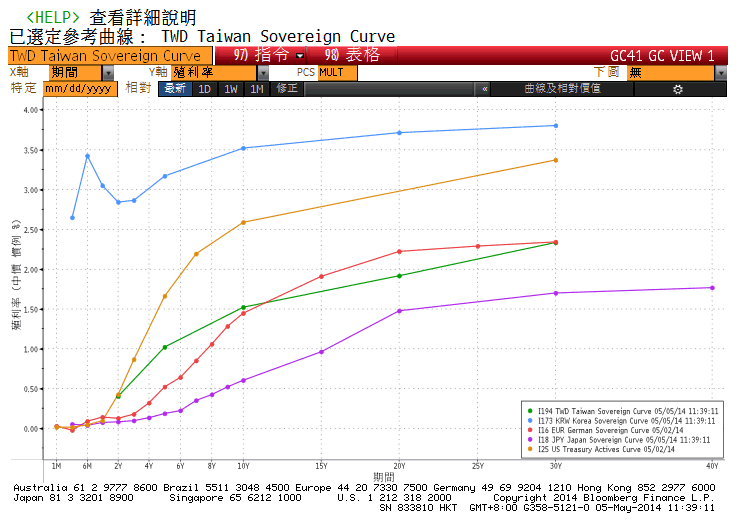 <HELP> 查看詳細說明
已選定參考曲線： TWD Taiwan Sovereign Curve
TWD Taiwan Sovereign Curve 97) 指令 98) 表格 GC41 GC VIEW 1
X軸 期間 Y軸 殖利率 PCS MULT 下圖 無
特定 mm/dd/yyyy 相對 最新 1D 1W 1M 修正 « 曲線及相對價值
4.00
3.50
3.00
2.50
2.00
1.50
1.00
0.50
0.00
殖利率 (中價 慣例 %)
1M 6M 2Y 4Y 6Y 8Y 10Y 15Y 20Y 25Y 30Y 40Y
期間
I194 TWD Taiwan Sovereign Curve 05/05/14 11:39:11
I173 KRW Korea Sovereign Curve 05/05/14 11:39:11
I16 EUR German Sovereign Curve 05/02/14
I18 JPY Japan Sovereign Curve 05/05/14 11:39:11
I25 US Treasury Actives Curve 05/02/14
Australia 61 2 9777 8600 Brazil 5511 3048 4500 Europe 44 20 7330 7500 Germany 49 69 9204 1210 Hong Kong 852 2977 6000
Japan 81 3 3201 8900 Singapore 65 6212 1000 U.S. 1 212 318 2000 Copyright 2014 Bloomberg Finance L.P.
SN 833810 HKT GMT+8:00 G358-5121-0 05-May-2014 11:39:11